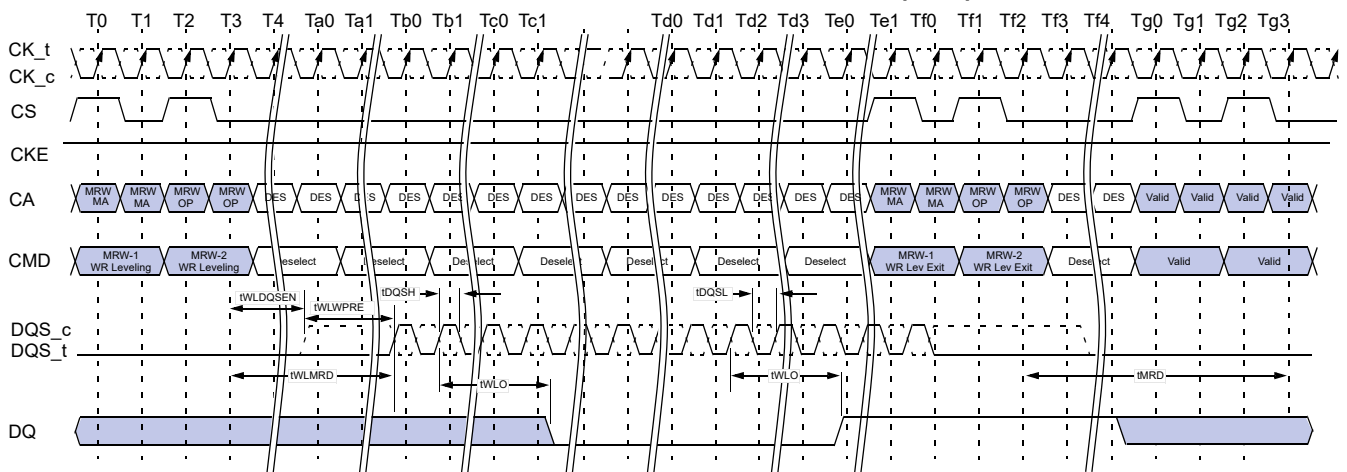 T0 T1 T2 T3 T4 Ta0 Ta1 Tb0 Tb1 Tc0 Tc1 Td0 Td1 Td2 Td3 Te0 Te1 Tf0 Tf1 Tf2 Tf3 Tf4 Tg0 Tg1 Tg2 Tg3
CK_t
CK_c
CS
CKE
CA
MRW MRW MRW MRW DES DES DES DES DES DES DES DES DES DES DES DES DES DES MRW MRW MRW MRW DES DES Valid Valid Valid Valid
MA MA OP OP MA MA OP OP
CMD
MRW-1 MRW-2 Deselect Deselect Deselect Deselect Deselect Deselect Deselect MRW-1 MRW-2 Deselect Valid Valid
WR Leveling WR Leveling WR Lev Exit WR Lev Exit
tWLDQSEN tWLWPRE tDQSH tDQSL
DQS_c
DQS_t
tWLMRD tWLO tWLO tMRD
DQ